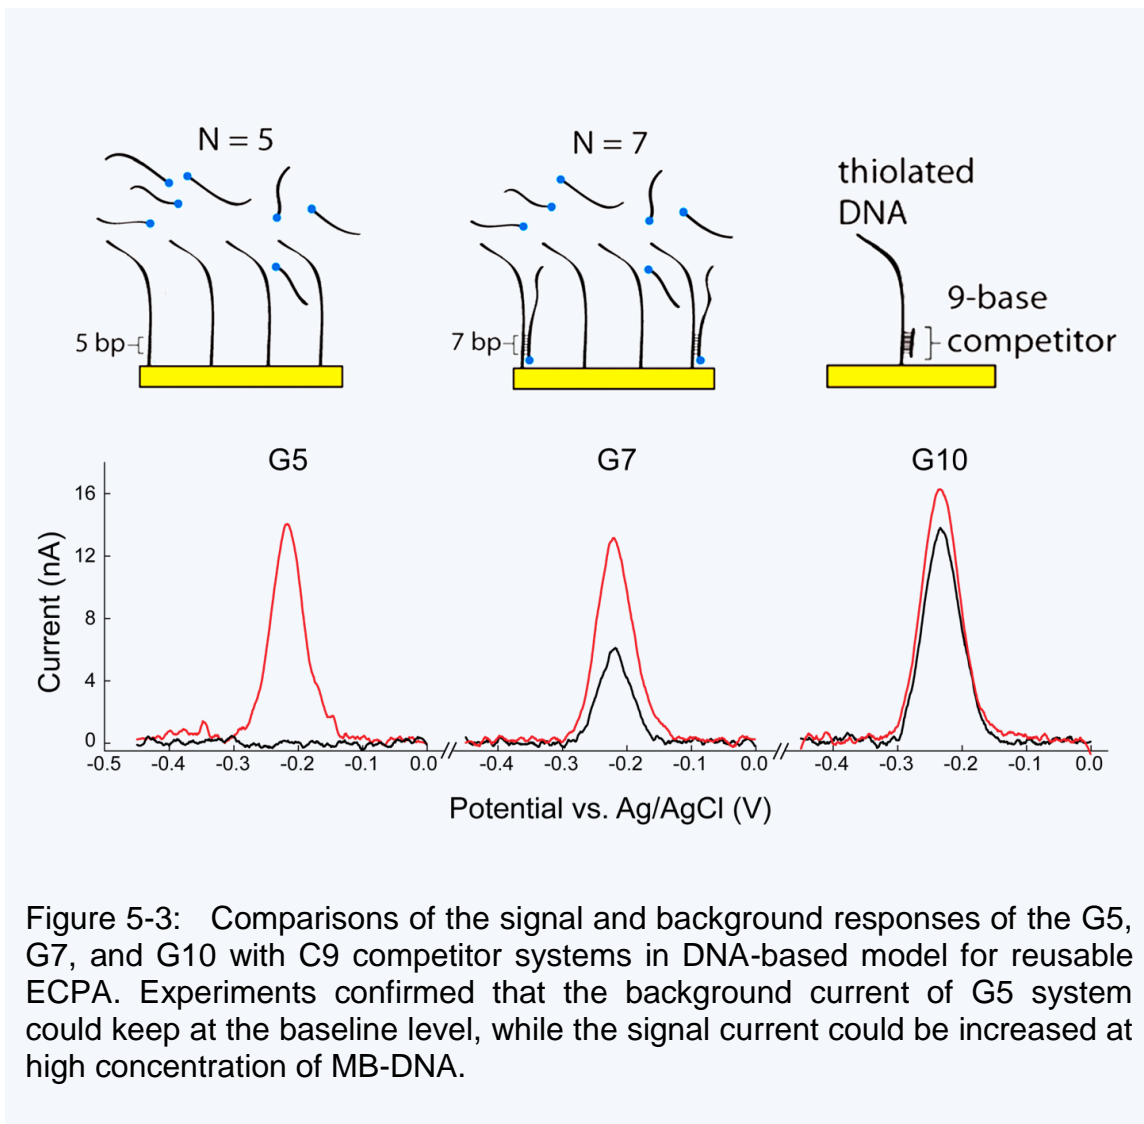 N = 5
N = 7
thiolated
DNA
5 bp
7 bp
9-base
competitor
G5
G7
G10
Current (nA)
16
12
8
4
0
-0.5 -0.4 -0.3 -0.2 -0.1 0.0 -0.4 -0.3 -0.2 -0.1 0.0 -0.4 -0.3 -0.2 -0.1 0.0
Potential vs. Ag/AgCl (V)
Figure 5-3: Comparisons of the signal and background responses of the G5,
G7, and G10 with C9 competitor systems in DNA-based model for reusable
ECPA. Experiments confirmed that the background current of G5 system
could keep at the baseline level, while the signal current could be increased at
high concentration of MB-DNA.